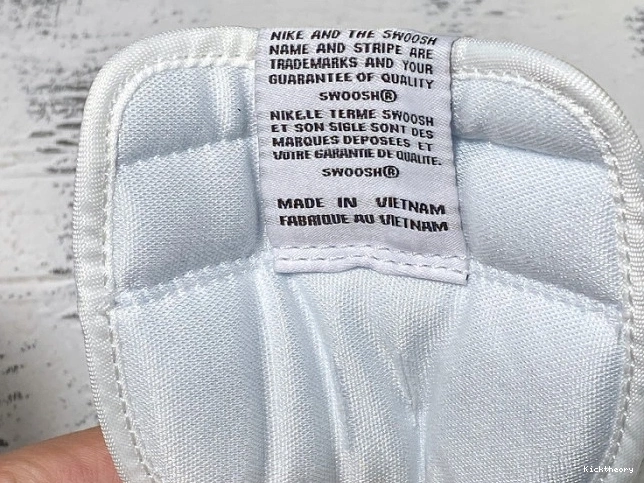 NIKE AND THE SWOOSH
NAME AND STRIPE ARE
TRADEMARKS AND YOUR
GUARANTEE OF QUALITY
SWOOSH®
NIKE,LE TERME SWOOSH
ET SON SIGLE SONT DES
MARQUES DEPOSEES ET
VOTRE GARANTIE DE QUALITE.
SWOOSH®
MADE IN VIETNAM
FABRIQUE AU VIETNAM
kicktheory